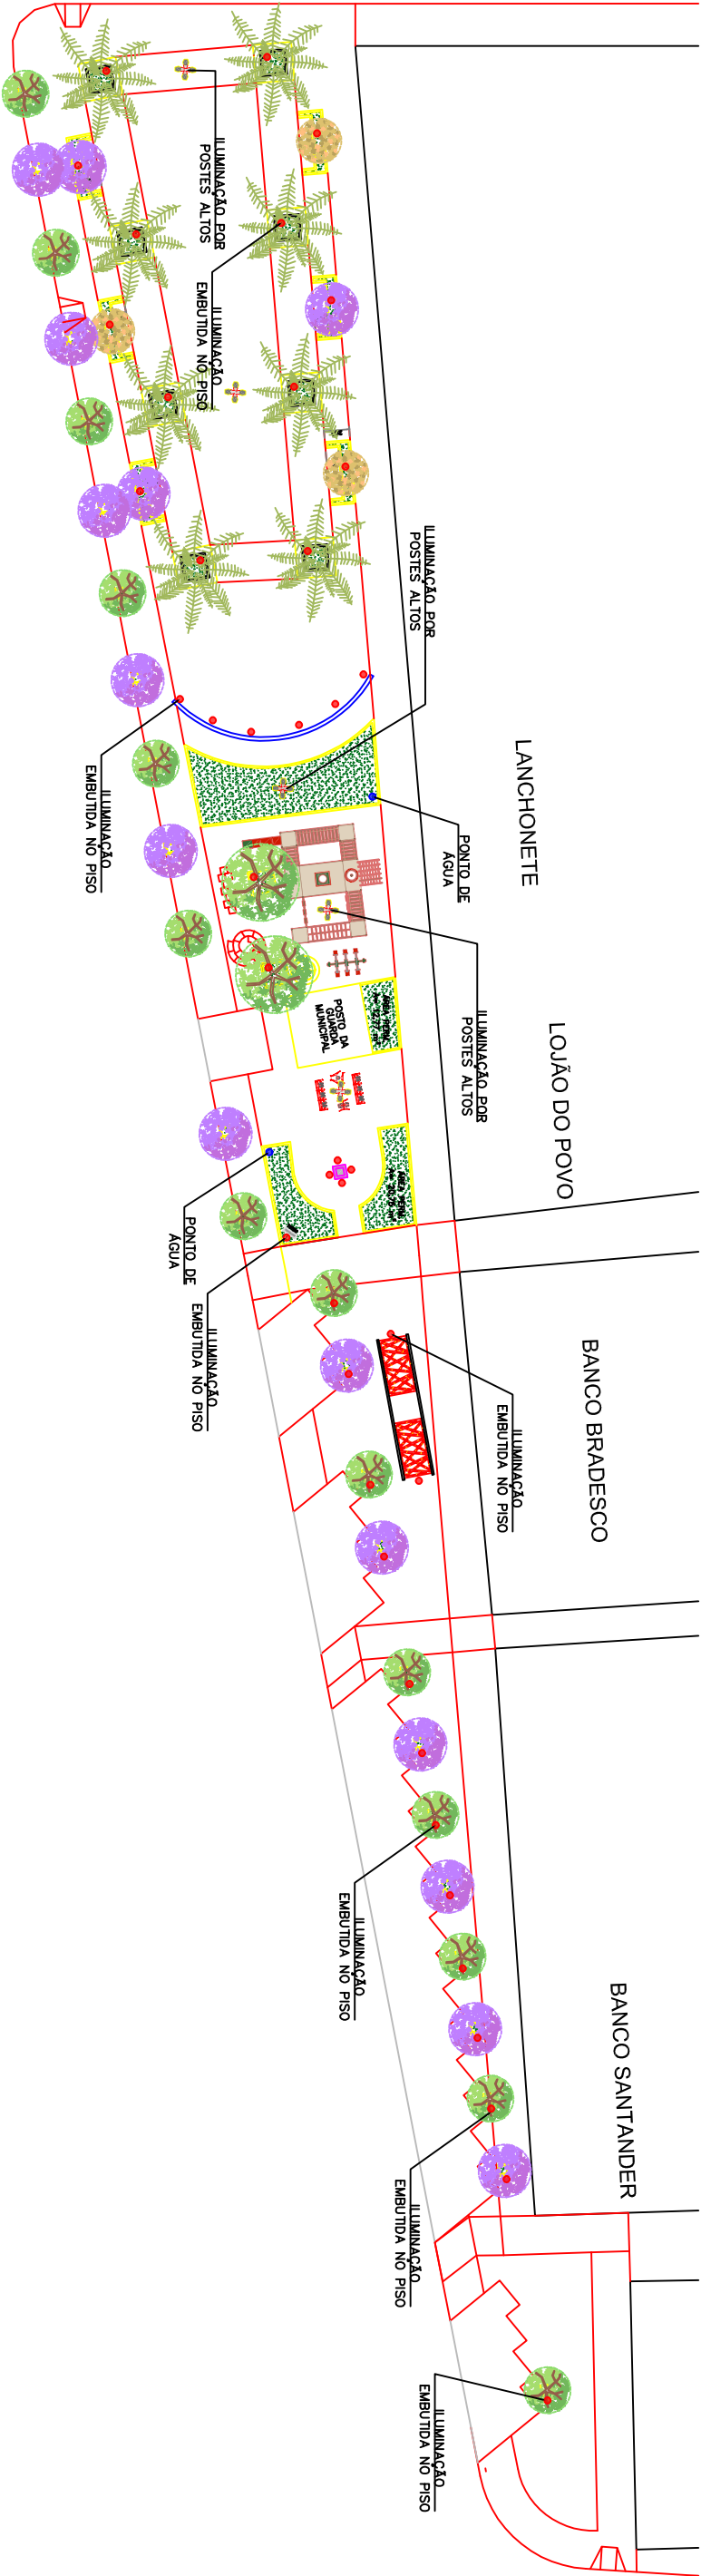 ILUMINAÇÃO POR
POSTES ALTOS
ILUMINAÇÃO
EMBUTIDA NO PISO
ILUMINAÇÃO POR
POSTES ALTOS
ILUMINAÇÃO
EMBUTIDA NO PISO
LANCHONETE
PONTO DE
ÁGUA
POSTO DA
GUARDA
MUNICIPAL
ILUMINAÇÃO POR
POSTES ALTOS
LOJÃO DO POVO
PONTO DE
ÁGUA
ILUMINAÇÃO
EMBUTIDA NO PISO
BANCO BRADESCO
ILUMINAÇÃO
EMBUTIDA NO PISO
ILUMINAÇÃO
EMBUTIDA NO PISO
BANCO SANTANDER
ILUMINAÇÃO
EMBUTIDA NO PISO
ILUMINAÇÃO
EMBUTIDA NO PISO